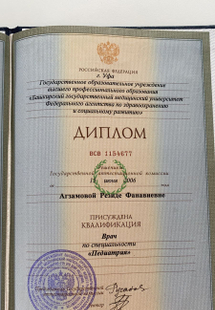 РОССИЙСКАЯ ФЕДЕРАЦИЯ
г. Уфа
Государственное образовательное учреждение
высшего профессионального образования
«Башкирский государственный медицинский университет
Федерального агентства по здравоохранению
и социальному развитию»
ДИПЛОМ
ВСВ 1154677
Решением
Государственной аттестационной комиссии
июня 2006
Агзамовой Резиде Фанавиевне
ПРИСУЖДЕНА
КВАЛИФИКАЦИЯ
Врач
по специальности
«Педиатрия»